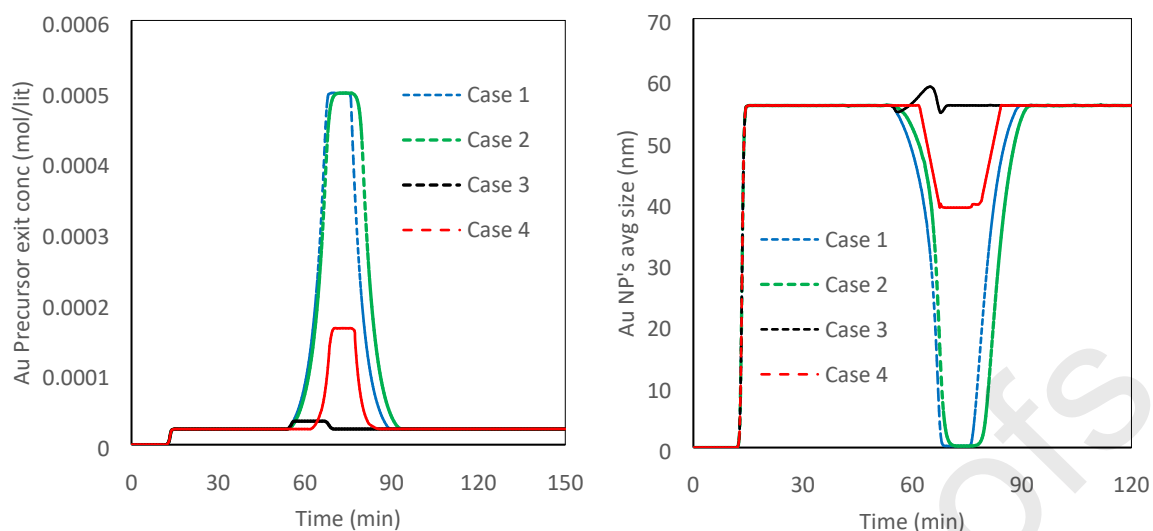 Au Precursor exit conc (mol/lit)
0.0006
0.0005
0.0004
0.0003
0.0002
0.0001
0
0 30 60 90 120 150
Time (min)
Case 1
Case 2
Case 3
Case 4
Au NP's avg size (nm)
70
60
50
40
30
20
10
0
0 30 60 90 120
Time (min)
Case 1
Case 2
Case 3
Case 4
ofs